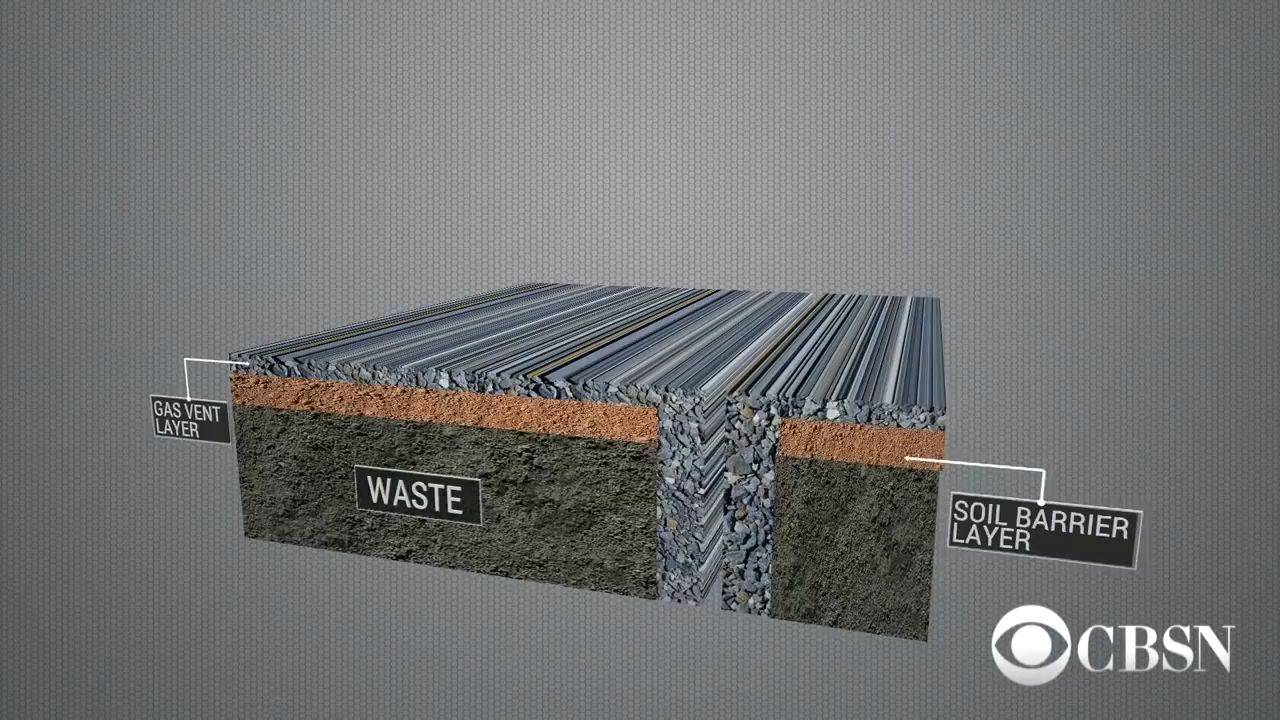 GAS VENT
LAYER
WASTE
SOIL BARRIER
LAYER
CBSN